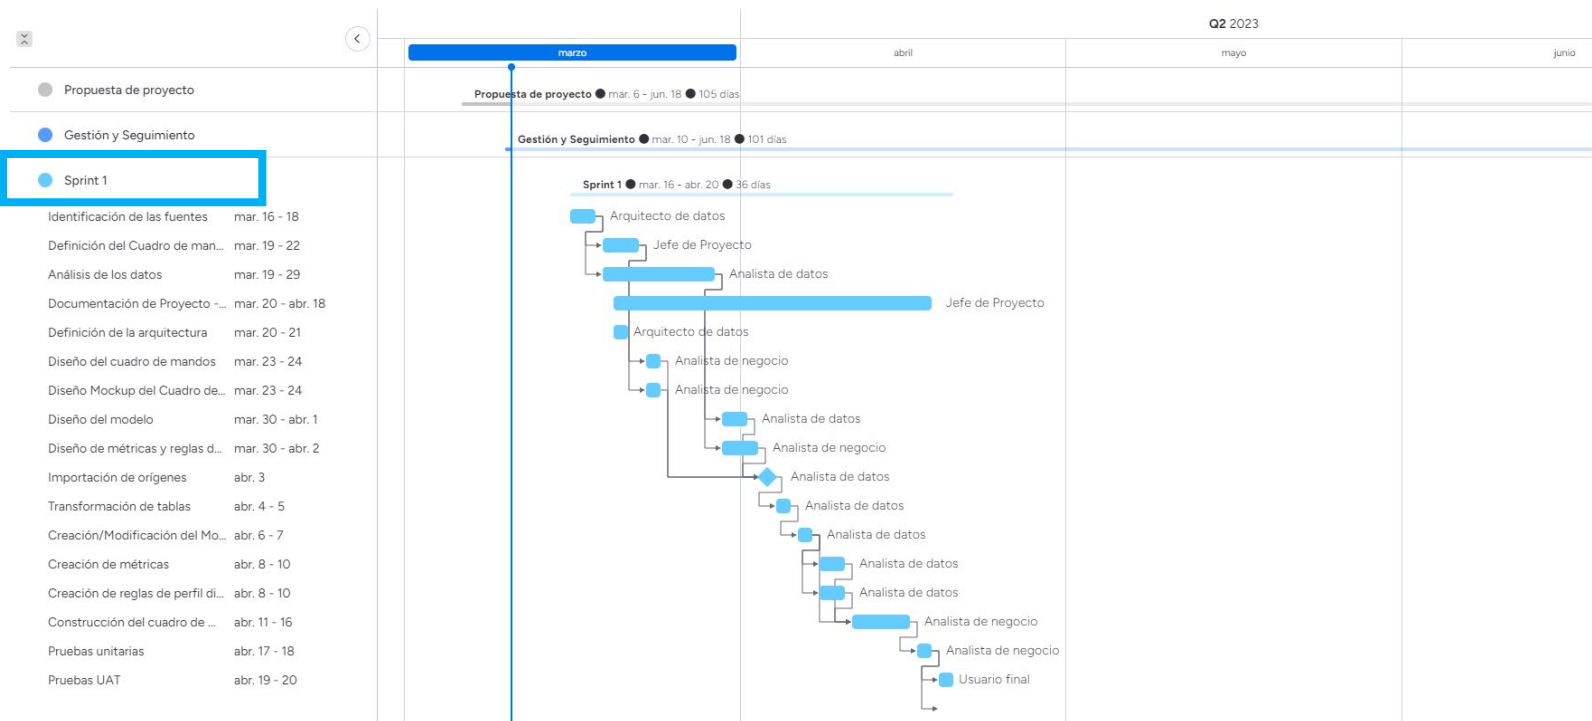 Q2 2023
marzo
abril
mayo
junio
Propuesta de proyecto
Propuesta de proyecto ● mar. 6 - jun. 18 ● 105 días
Gestión y Seguimiento
Gestión y Seguimiento ● mar. 10 - jun. 18 ● 101 días
Sprint 1
Sprint 1 ● mar. 16 - abr. 20 ● 36 días
Identificación de las fuentes mar. 16 - 18 Arquitecto de datos
Definición del Cuadro de man... mar. 19 - 22 Jefe de Proyecto
Análisis de los datos mar. 19 - 29 Analista de datos
Documentación de Proyecto -... mar. 20 - abr. 18 Jefe de Proyecto
Definición de la arquitectura mar. 20 - 21 Arquitecto de datos
Diseño del cuadro de mandos mar. 23 - 24 Analista de negocio
Diseño Mockup del Cuadro de... mar. 23 - 24 Analista de negocio
Diseño del modelo mar. 30 - abr. 1 Analista de datos
Diseño de métricas y reglas d... mar. 30 - abr. 2 Analista de negocio
Importación de orígenes abr. 3 Analista de datos
Transformación de tablas abr. 4 - 5 Analista de datos
Creación/Modificación del Mo... abr. 6 - 7 Analista de datos
Creación de métricas abr. 8 - 10 Analista de datos
Creación de reglas de perfil di... abr. 8 - 10 Analista de datos
Construcción del cuadro de ... abr. 11 - 16 Analista de negocio
Pruebas unitarias abr. 17 - 18 Analista de negocio
Pruebas UAT abr. 19 - 20 Usuario final